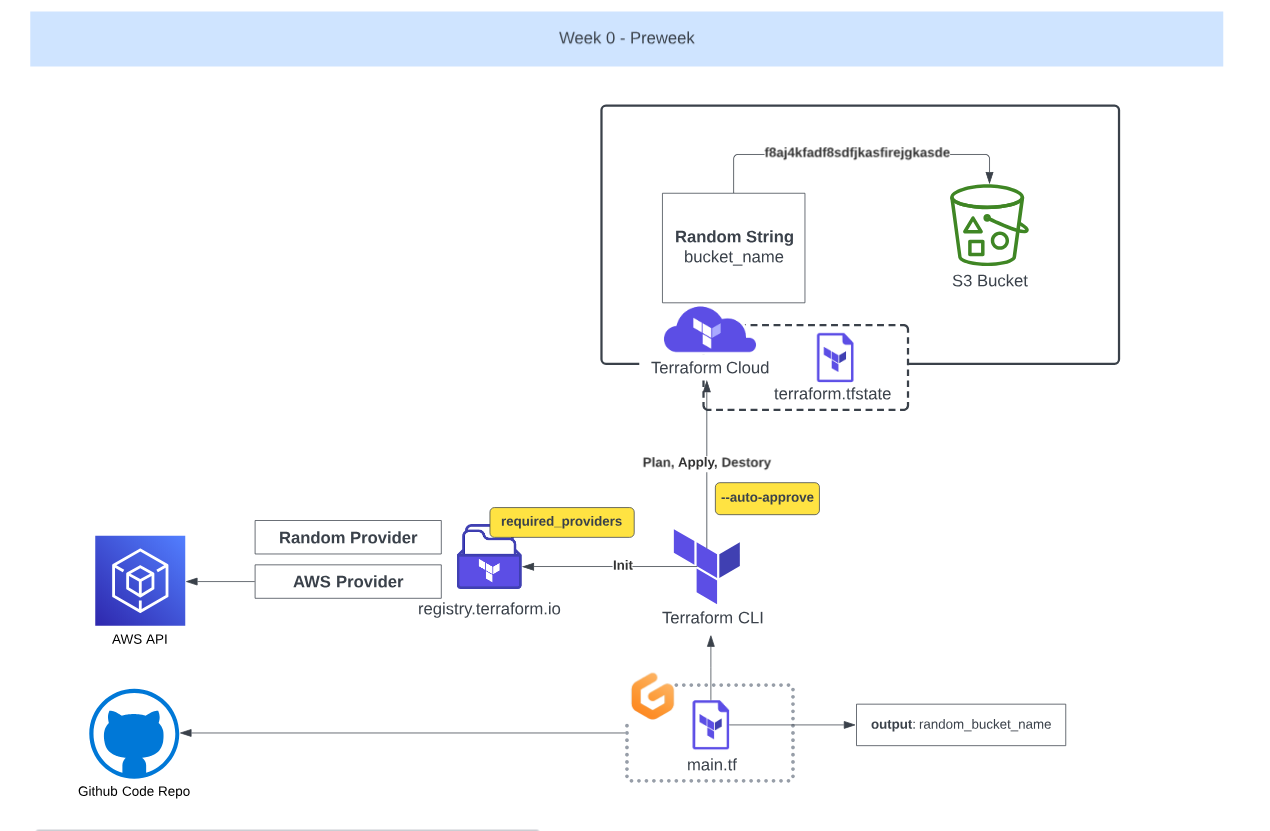 Week 0 - Preweek
f8aj4kfadf8sdfjkasfirejgkasde
Random String
bucket_name
S3 Bucket
Terraform Cloud
terraform.tfstate
Plan, Apply, Destory
--auto-approve
required_providers
Random Provider
AWS Provider
Init
registry.terraform.io
Terraform CLI
AWS API
output: random_bucket_name
main.tf
Github Code Repo